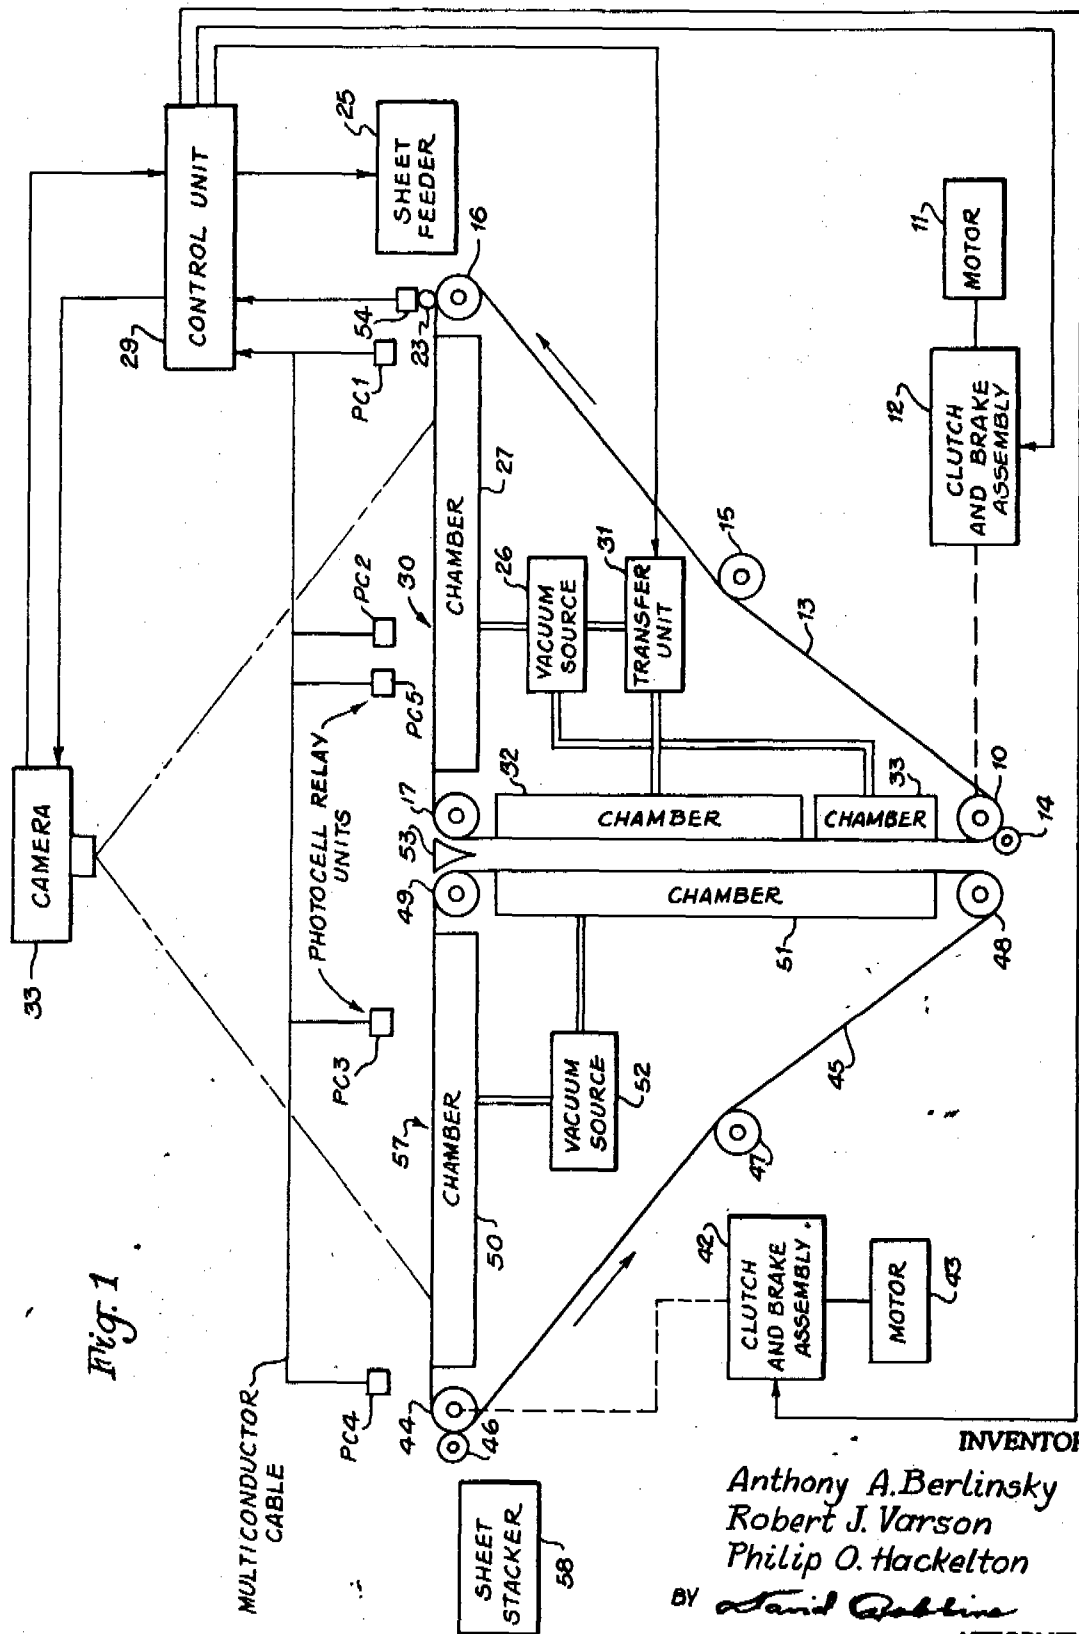 Fig. 1
33
CAMERA
29
CONTROL UNIT
25
SHEET
FEEDER
MULTICONDUCTOR
CABLE
PHOTOCELL RELAY
UNITS
PC4
PC3
PC5
PC2
PC1
54
23
16
44
46
57
CHAMBER
50
49
53
17
30
CHAMBER
27
SHEET
STACKER
58
VACUUM
SOURCE
52
32
CHAMBER
CHAMBER
33
CHAMBER
51
VACUUM
SOURCE
26
TRANSFER
UNIT
31
15
13
47
45
48
10
14
42
CLUTCH
AND BRAKE
ASSEMBLY.
MOTOR
43
12
CLUTCH
AND BRAKE
ASSEMBLY
11
MOTOR
INVENTOR
Anthony A. Berlinsky
Robert J. Varson
Philip O. Hackelton
BY